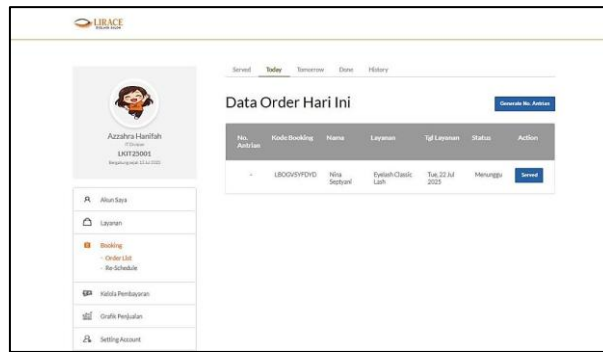 LIRACE
Azzahra Hanifah
LKIT25001
Akun Saya
Layanan
Booking
- Order List
- Re-Schedule
Kelola Pembayaran
Grafik Penjualan
Setting Account
Served Today Tomorrow Done History
Data Order Hari Ini
Generate No. Antrian
No. Antrian Kode Booking Nama Layanan Tgl Layanan Status Action
- Nina Septyani Eyelash Classic Lash Tue, 22 Jul 2025 Menunggu Served